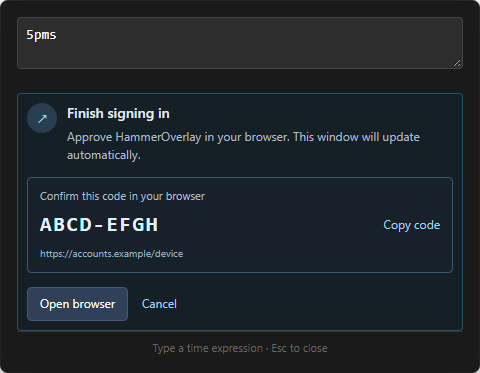 5pms
↗
Finish signing in
Approve HammerOverlay in your browser. This window will update
automatically.
Confirm this code in your browser
ABCD-EFGH
Copy code
https://accounts.example/device
Open browser
Cancel
Type a time expression · Esc to close